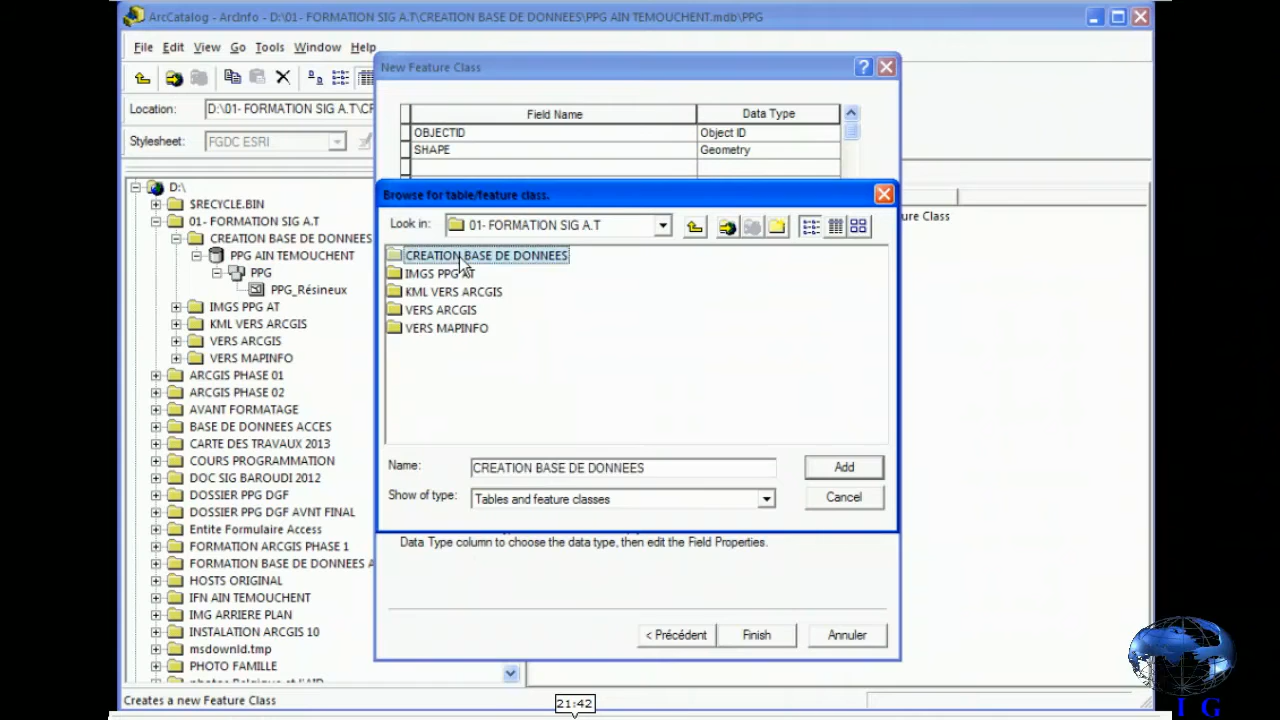 ArcCatalog - ArcInfo - D:\01- FORMATION SIG A.T\CREATION BASE DE DONNEES\PPG AIN TEMOUCHENT.mdb\PPG
File Edit View Go Tools Window Help
Location: D:\01- FORMATION SIG A.T\CR
Stylesheet: FGDC ESRI
D:\
$RECYCLE.BIN
01- FORMATION SIG A.T
CREATION BASE DE DONNEES
PPG AIN TEMOUCHENT
PPG
PPG_Résineux
IMGS PPG AT
KML VERS ARCGIS
VERS ARCGIS
VERS MAPINFO
ARCGIS PHASE 01
ARCGIS PHASE 02
AVANT FORMATAGE
BASE DE DONNEES ACCES
CARTE DES TRAVAUX 2013
COURS PROGRAMMATION
DOC SIG BAROUDI 2012
DOSSIER PPG DGF
DOSSIER PPG DGF AVNT FINAL
Entite Formulaire Access
FORMATION ARCGIS PHASE 1
FORMATION BASE DE DONNEES A
HOSTS ORIGINAL
IFN AIN TEMOUCHENT
IMG ARRIERE PLAN
INSTALATION ARCGIS 10
msdownld.tmp
PHOTO FAMILLE
Creates a new Feature Class
New Feature Class
Field Name Data Type
OBJECTID Object ID
SHAPE Geometry
Browse for table/feature class.
Look in: 01- FORMATION SIG A.T
CREATION BASE DE DONNEES
IMGS PPG AT
KML VERS ARCGIS
VERS ARCGIS
VERS MAPINFO
Name: CREATION BASE DE DONNEES Add
Show of type: Tables and feature classes Cancel
Data Type column to choose the data type, then edit the Field Properties.
< Précédent Finish Annuler
ure Class
21:42
I G